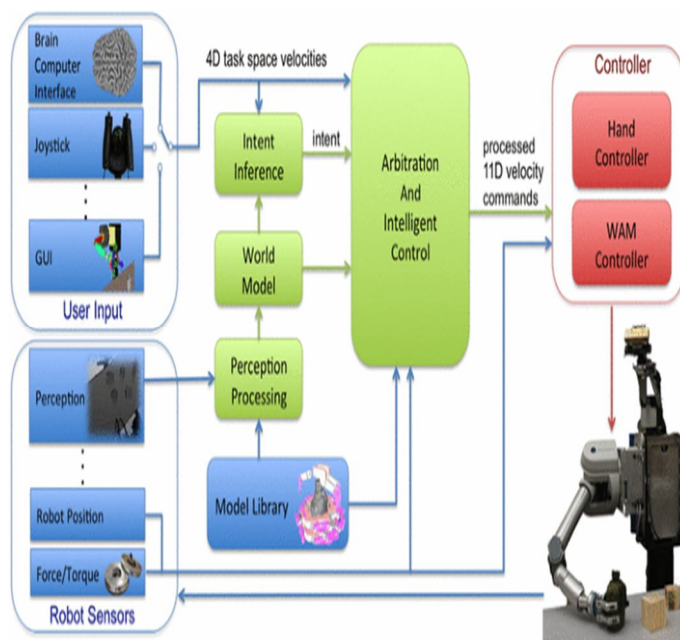 Brain
Computer
Interface
Joystick
GUI
User Input
4D task space velocities
Intent
Inference
intent
World
Model
Perception
Processing
Arbitration
And
Intelligent
Control
processed
11D velocity
commands
Controller
Hand
Controller
WAM
Controller
Perception
Robot Position
Force/Torque
Robot Sensors
Model Library